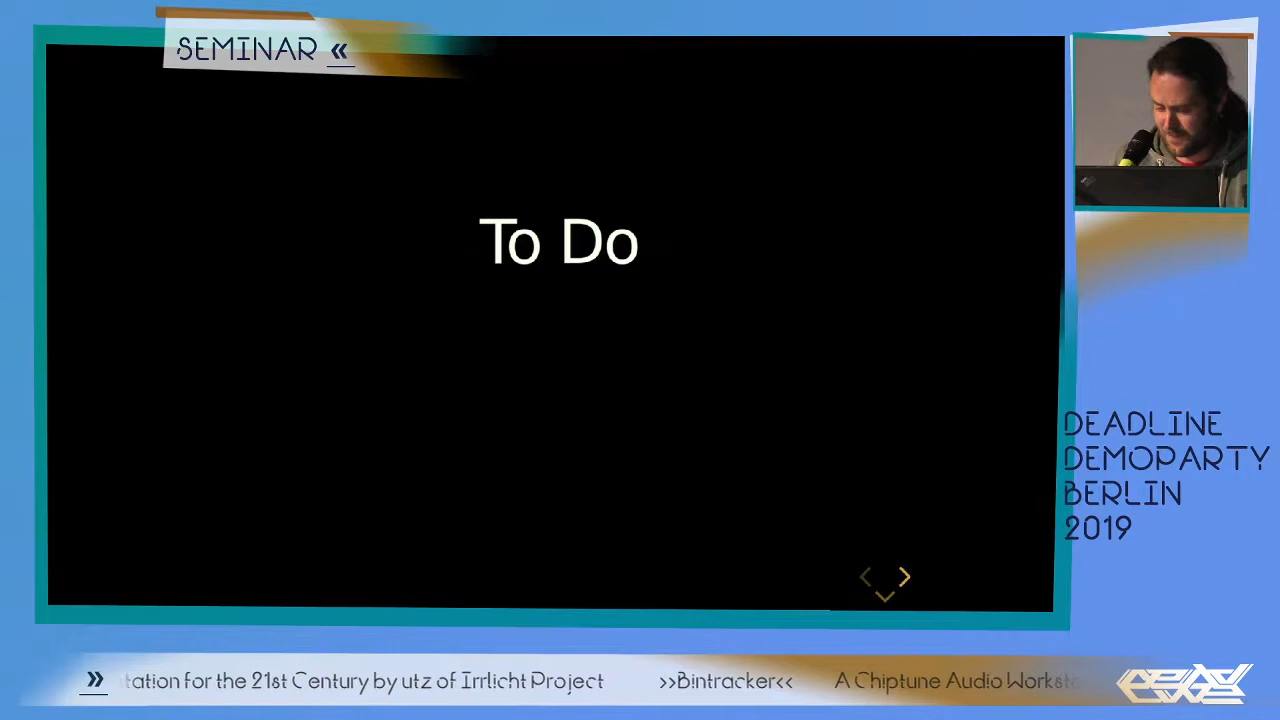 SEMINAR «
To Do
DEADLINE
DEMOPARTY
BERLIN
2019
» tation for the 21st Century by utz of Irrlicht Project >>Bintracker<< A Chiptune Audio Worksta